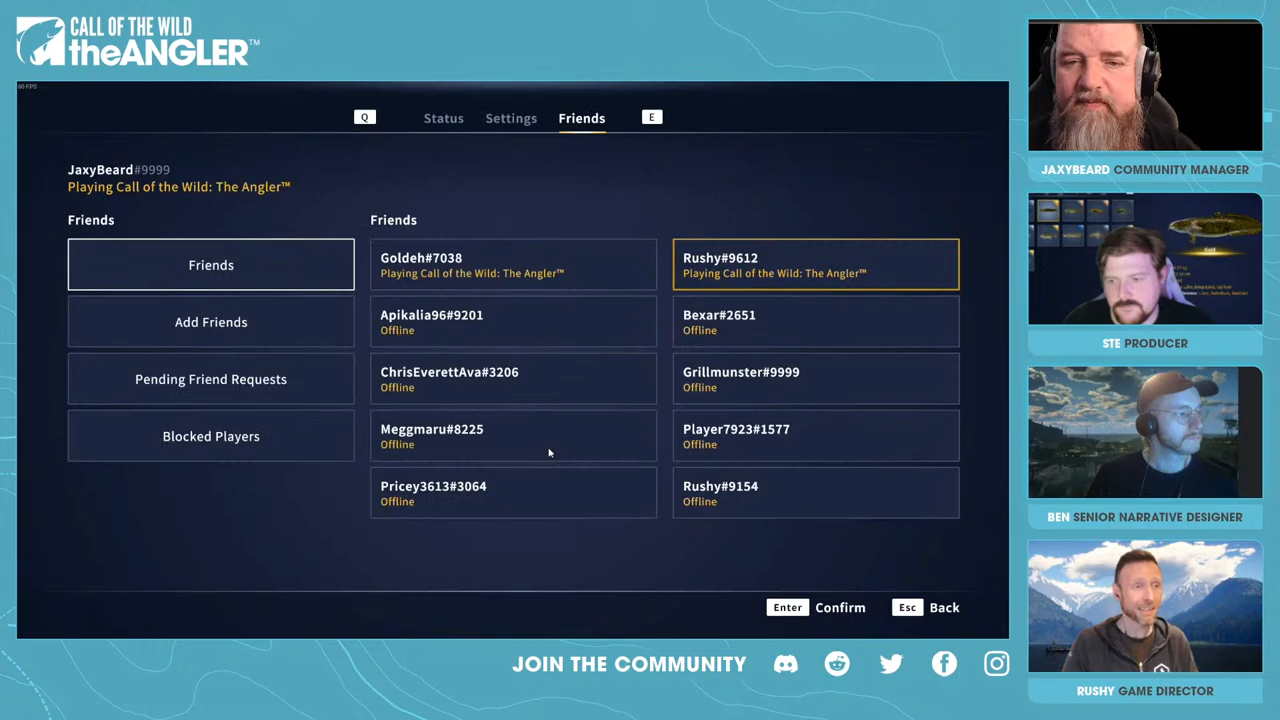 CALL OF THE WILD
theANGLER™
60 FPS
Q
Status
Settings
Friends
E
JaxyBeard#9999
Playing Call of the Wild: The Angler™
Friends
Friends
Add Friends
Pending Friend Requests
Blocked Players
Friends
Goldeh#7038
Playing Call of the Wild: The Angler™
Rushy#9612
Playing Call of the Wild: The Angler™
Apikalia96#9201
Offline
Bexar#2651
Offline
ChrisEverettAva#3206
Offline
Grillmunster#9999
Offline
Meggmaru#8225
Offline
Player7923#1577
Offline
Pricey3613#3064
Offline
Rushy#9154
Offline
Enter Confirm
Esc Back
JOIN THE COMMUNITY
JAXYBEARD COMMUNITY MANAGER
STE PRODUCER
BEN SENIOR NARRATIVE DESIGNER
RUSHY GAME DIRECTOR